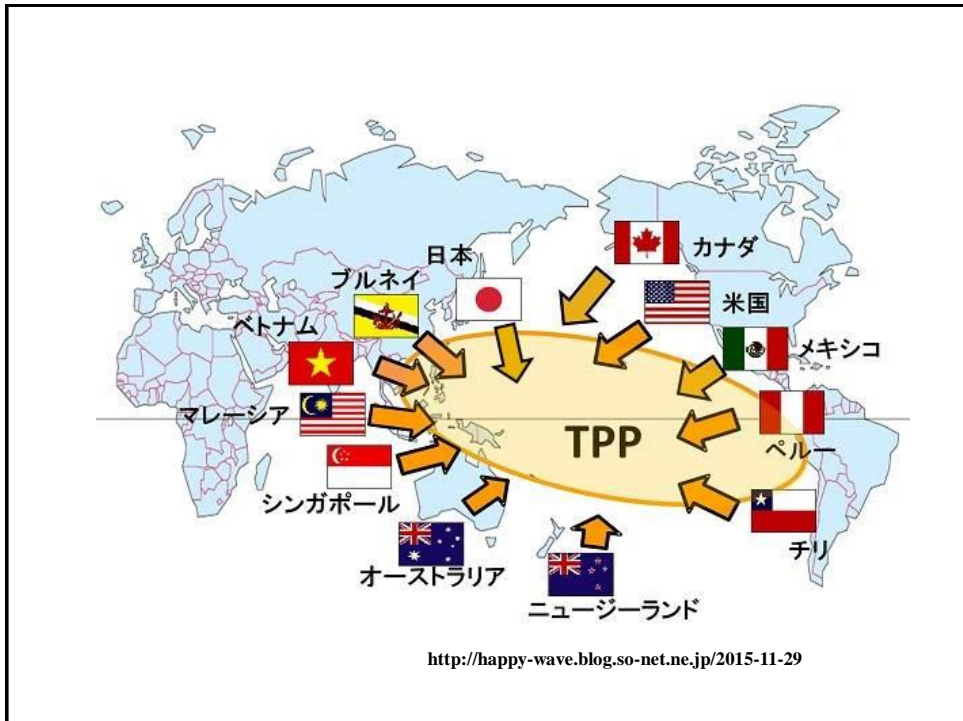 日本
カナダ
ブルネイ
米国
ベトナム
メキシコ
マレーシア
TPP
ペルー
シンガポール
チリ
オーストラリア
ニュージーランド
http://happy-wave.blog.so-net.ne.jp/2015-11-29